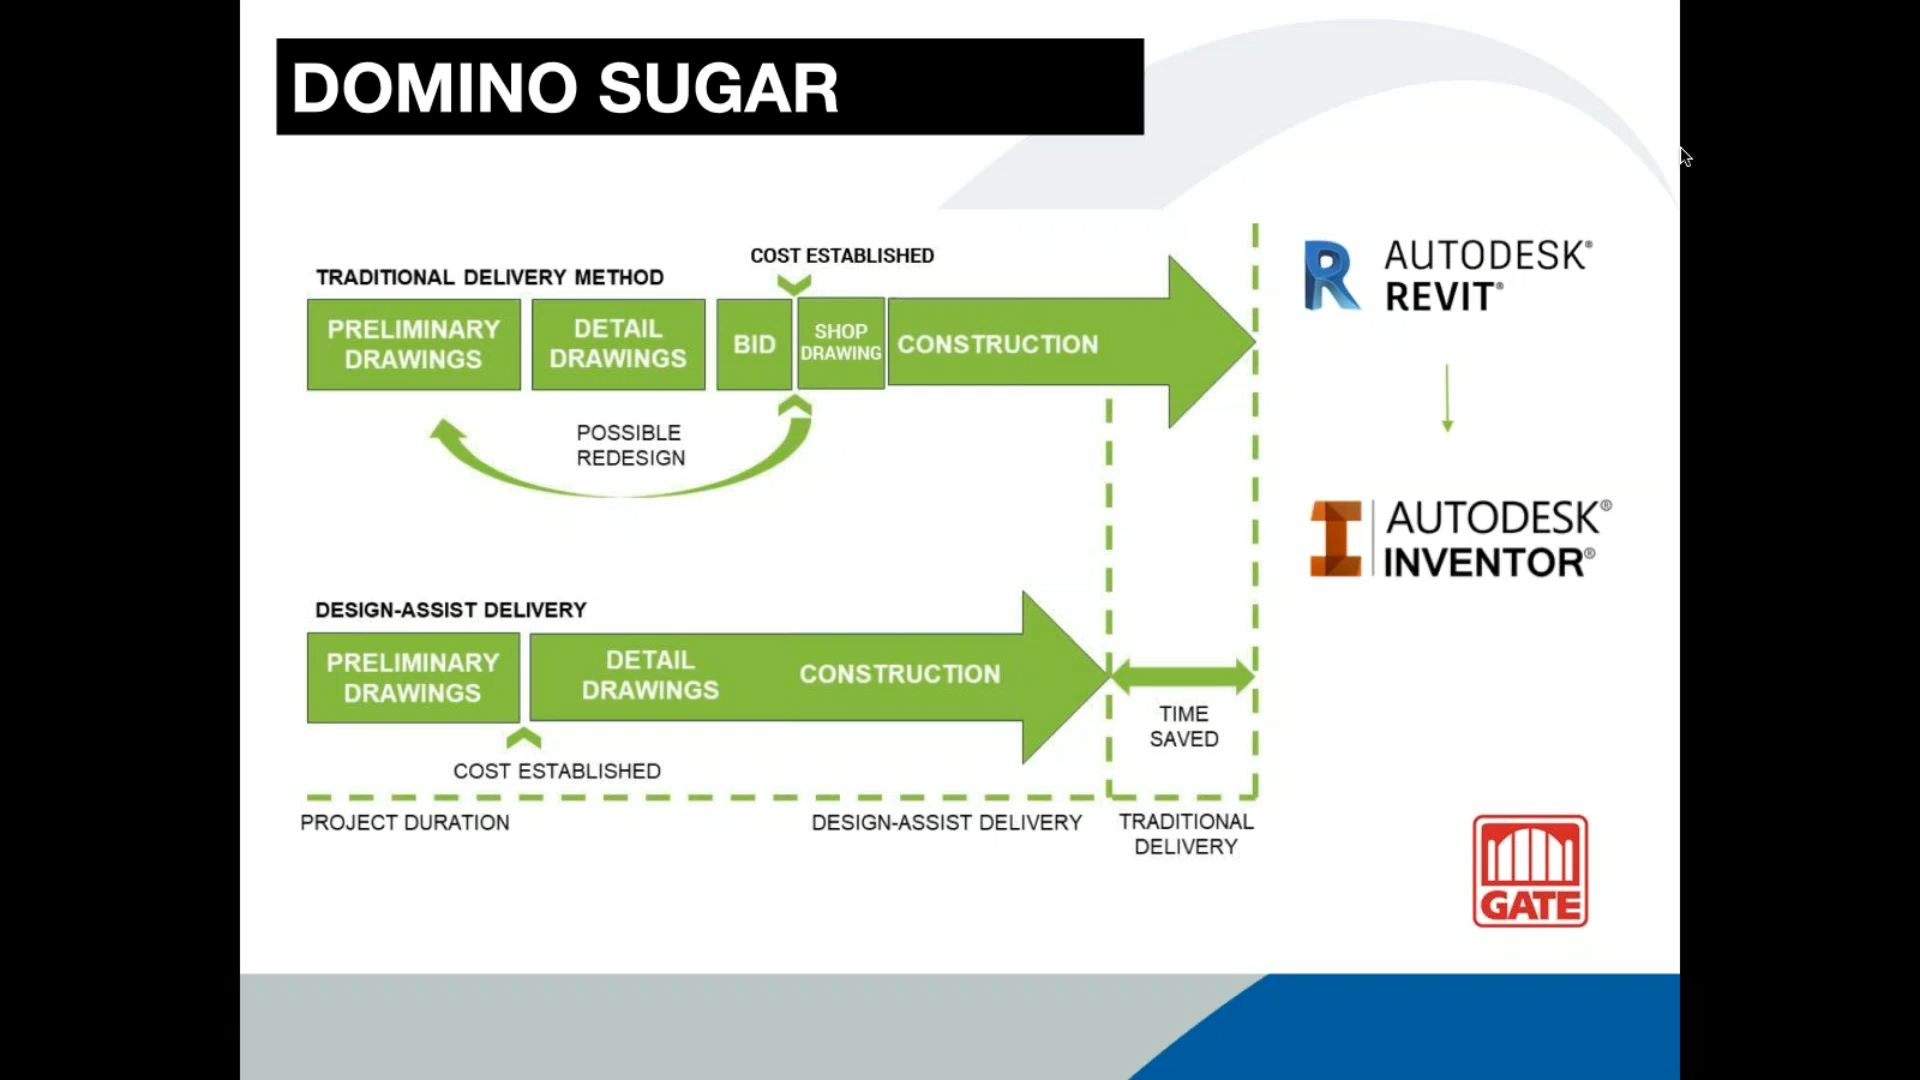 DOMINO SUGAR
COST ESTABLISHED
TRADITIONAL DELIVERY METHOD
PRELIMINARY
DRAWINGS
DETAIL
DRAWINGS
BID
SHOP
DRAWING
CONSTRUCTION
POSSIBLE
REDESIGN
AUTODESK®
REVIT®
AUTODESK®
INVENTOR®
DESIGN-ASSIST DELIVERY
PRELIMINARY
DRAWINGS
DETAIL
DRAWINGS
CONSTRUCTION
TIME
SAVED
COST ESTABLISHED
PROJECT DURATION
DESIGN-ASSIST DELIVERY
TRADITIONAL
DELIVERY
GATE